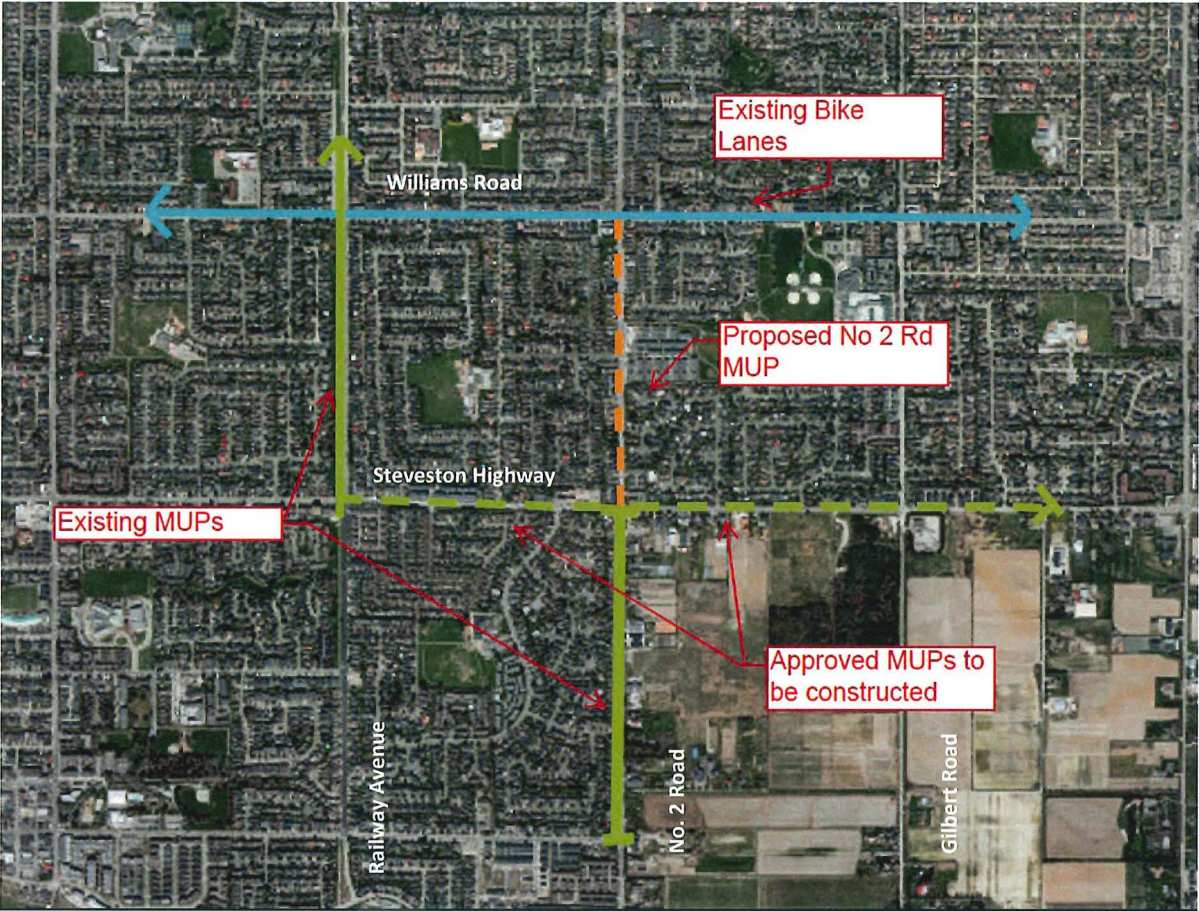 Existing Bike
Lanes
Williams Road
Proposed No 2 Rd
MUP
Steveston Highway
Existing MUPs
Approved MUPs to
be constructed
Railway Avenue
No. 2 Road
Gilbert Road